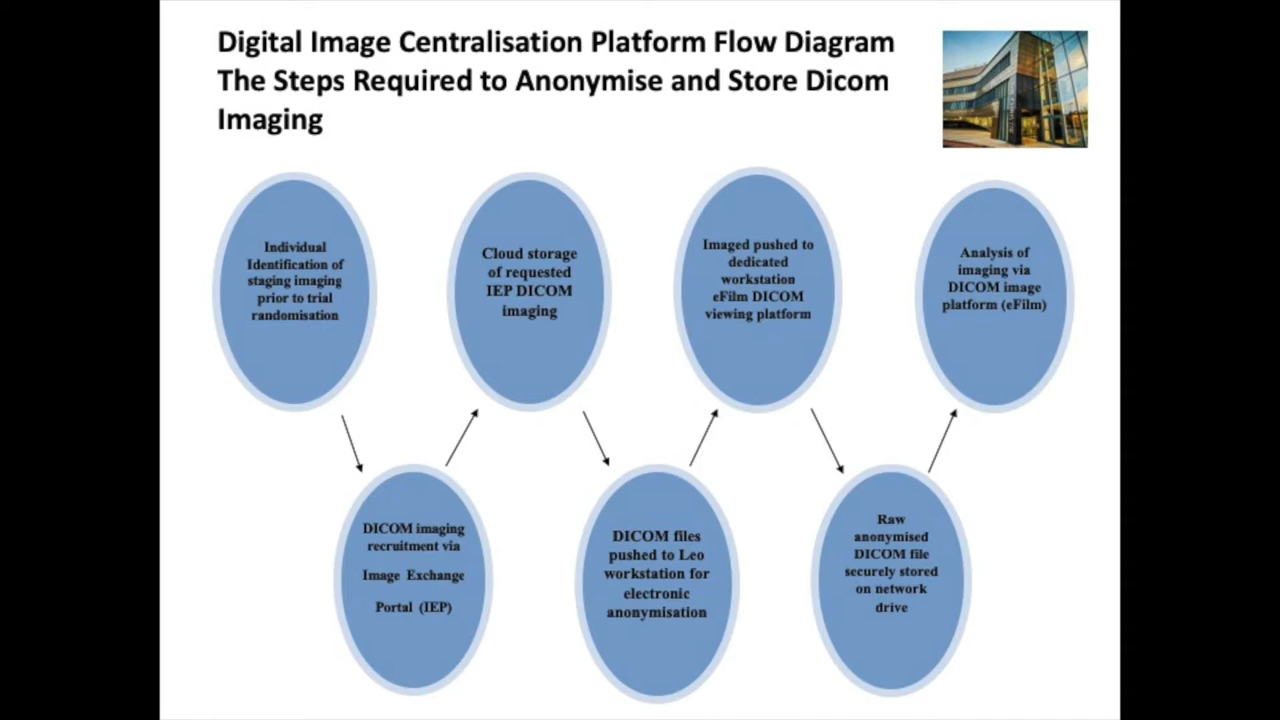 Digital Image Centralisation Platform Flow Diagram
The Steps Required to Anonymise and Store Dicom
Imaging
Individual
Identification of
staging imaging
prior to trial
randomisation
DICOM imaging
recruitment via
Image Exchange
Portal (IEP)
Cloud storage
of requested
IEP DICOM
imaging
DICOM files
pushed to Leo
workstation for
electronic
anonymisation
Imaged pushed to
dedicated
workstation
eFilm DICOM
viewing platform
Raw
anonymised
DICOM file
securely stored
on network
drive
Analysis of
imaging via
DICOM image
platform (eFilm)